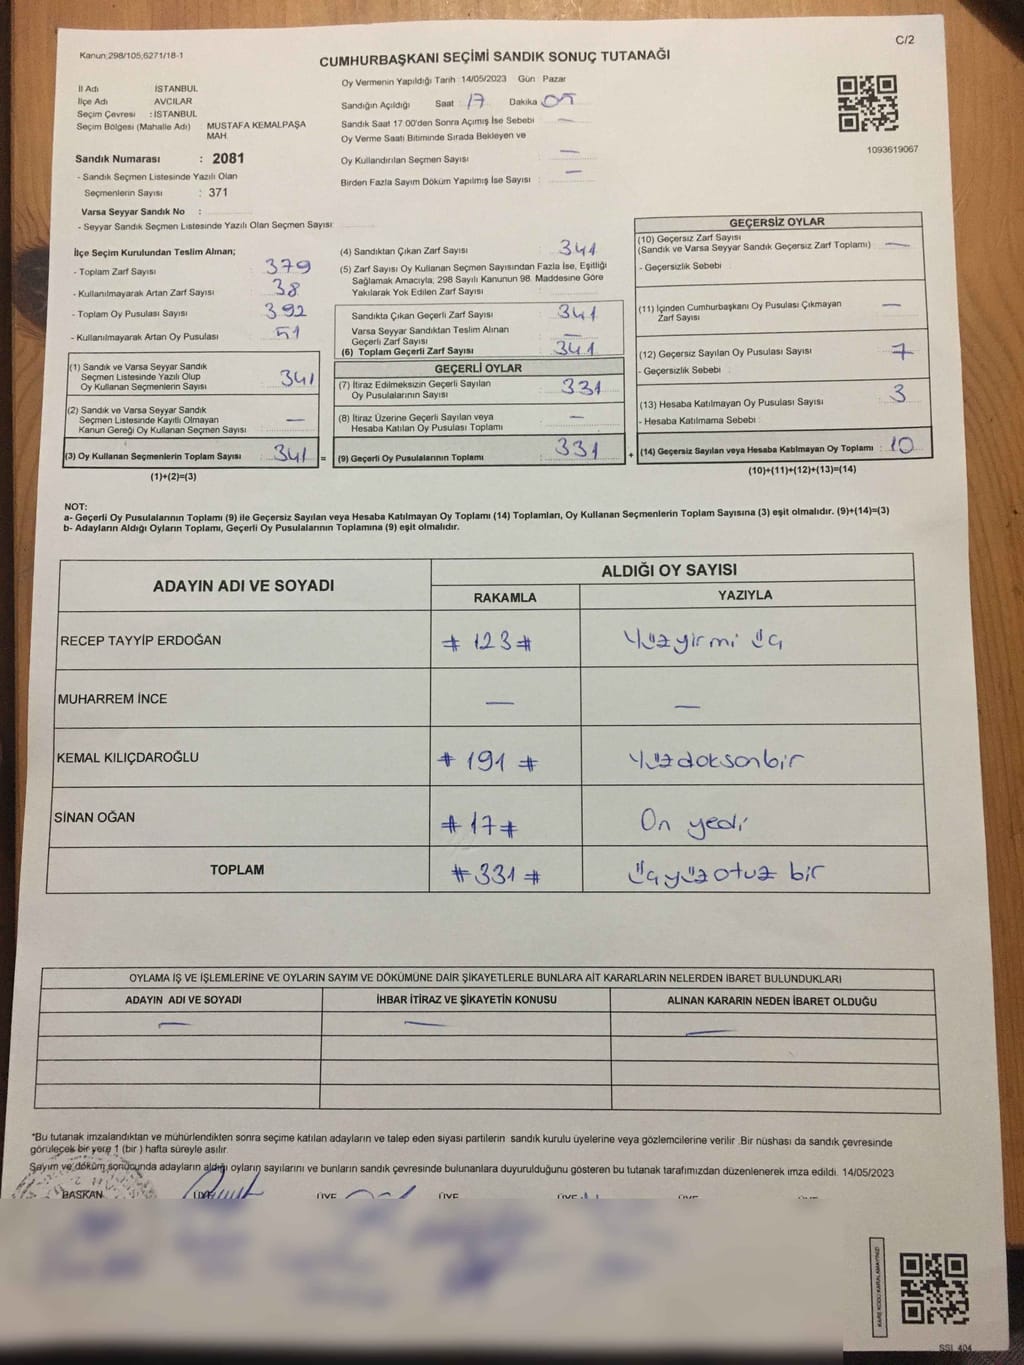 Kanun 298/105,6271/18-1
C/2
CUMHURBAŞKANI SEÇİMİ SANDIK SONUÇ TUTANAĞI
İl Adı İSTANBUL
İlçe Adı AVCILAR
Seçim Çevresi : İSTANBUL
Seçim Bölgesi (Mahalle Adı) MUSTAFA KEMALPAŞA MAH
Sandık Numarası : 2081
- Sandık Seçmen Listesinde Yazılı Olan
Seçmenlerin Sayısı : 371
Varsa Seyyar Sandık No :
- Seyyar Sandık Seçmen Listesinde Yazılı Olan Seçmen Sayısı
Oy Vermenin Yapıldığı Tarih 14/05/2023 Gün Pazar
Sandığın Açıldığı Saat 17 Dakika 05
Sandık Saat 17 00'den Sonra Açımış İse Sebebi —
Oy Verme Saati Bitiminde Sırada Bekleyen ve
Oy Kullandırılan Seçmen Sayısı —
Birden Fazla Sayım Döküm Yapılmış İse Sayısı : —
1093619067
İlçe Seçim Kurulundan Teslim Alınan;
- Toplam Zarf Sayısı 379
- Kullanılmayarak Artan Zarf Sayısı 38
- Toplam Oy Pusulası Sayısı 392
- Kullanılmayarak Artan Oy Pusulası 51
(1) Sandık ve Varsa Seyyar Sandık
Seçmen Listesinde Yazılı Olup
Oy Kullanan Seçmenlerin Sayısı 341
(2) Sandık ve Varsa Seyyar Sandık
Seçmen Listesinde Kayıtlı Olmayan
Kanun Gereği Oy Kullanan Seçmen Sayısı —
(3) Oy Kullanan Seçmenlerin Toplam Sayısı 341 =
(1)+(2)=(3)
(4) Sandıktan Çıkan Zarf Sayısı 341
(5) Zarf Sayısı Oy Kullanan Seçmen Sayısından Fazla İse, Eşitliği
Sağlamak Amacıyla, 298 Sayılı Kanunun 98. Maddesine Göre
Yakılarak Yok Edilen Zarf Sayısı
Sandıkta Çıkan Geçerli Zarf Sayısı 341
Varsa Seyyar Sandıktan Teslim Alınan
Geçerli Zarf Sayısı —
(6) Toplam Geçerli Zarf Sayısı 341
GEÇERLİ OYLAR
(7) İtiraz Edilmeksizin Geçerli Sayılan
Oy Pusulalarının Sayısı 331
(8) İtiraz Üzerine Geçerli Sayılan veya
Hesaba Katılan Oy Pusulası Toplamı —
(9) Geçerli Oy Pusulalarının Toplamı 331 +
GEÇERSİZ OYLAR
(10) Geçersiz Zarf Sayısı
(Sandık ve Varsa Seyyar Sandık Geçersiz Zarf Toplamı) —
- Geçersizlik Sebebi :
(11) İçinden Cumhurbaşkanı Oy Pusulası Çıkmayan
Zarf Sayısı —
(12) Geçersiz Sayılan Oy Pusulası Sayısı 7
- Geçersizlik Sebebi
(13) Hesaba Katılmayan Oy Pusulası Sayısı 3
- Hesaba Katılmama Sebebi
(14) Geçersiz Sayılan veya Hesaba Katılmayan Oy Toplamı : 10
(10)+(11)+(12)+(13)=(14)
NOT:
a- Geçerli Oy Pusulalarının Toplamı (9) ile Geçersiz Sayılan veya Hesaba Katılmayan Oy Toplamı (14) Toplamları, Oy Kullanan Seçmenlerin Toplam Sayısına (3) eşit olmalıdır. (9)+(14)=(3)
b- Adayların Aldığı Oyların Toplamı, Geçerli Oy Pusulalarının Toplamına (9) eşit olmalıdır.
ADAYIN ADI VE SOYADI ALDIĞI OY SAYISI
RAKAMLA YAZIYLA
RECEP TAYYİP ERDOĞAN #123# Yüzyirmi üç
MUHARREM İNCE — —
KEMAL KILIÇDAROĞLU #191# Yüzdoksanbir
SİNAN OĞAN #17# On yedi
TOPLAM #331# üçyüzotuz bir
OYLAMA İŞ VE İŞLEMLERİNE VE OYLARIN SAYIM VE DÖKÜMÜNE DAİR ŞİKAYETLERLE BUNLARA AİT KARARLARIN NELERDEN İBARET BULUNDUKLARI
ADAYIN ADI VE SOYADI İHBAR İTİRAZ VE ŞİKAYETİN KONUSU ALINAN KARARIN NEDEN İBARET OLDUĞU
— — —
*Bu tutanak imzalandıktan ve mühürlendikten sonra seçime katılan adayların ve talep eden siyasi partilerin sandık kurulu üyelerine veya gözlemcilerine verilir .Bir nüshası da sandık çevresinde
görülecek bir yere 1 (bir ) hafta süreyle asılır.
Sayım ve döküm sonucunda adayların aldığı oyların sayılarını ve bunların sandık çevresinde bulunanlara duyurulduğunu gösteren bu tutanak tarafımızdan düzenlenerek imza edildi. 14/05/2023
BAŞKAN ÜYE ÜYE ÜYE ÜYE ÜYE ÜYE
KARE KODU KARALAMAYINIZ!
SSI_404